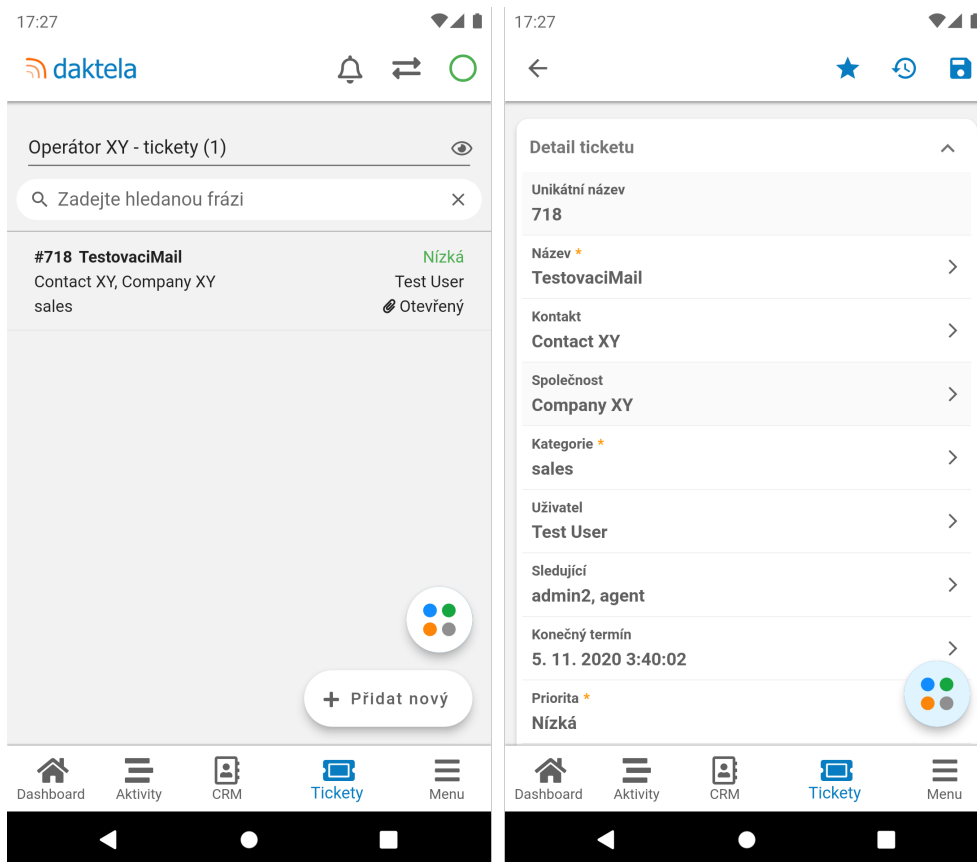 17:27
daktela
Operátor XY - tickety (1)
Zadejte hledanou frázi
#718 TestovaciMail Nízká
Contact XY, Company XY Test User
sales Otevřený
+ Přidat nový
Dashboard Aktivity CRM Tickety Menu
17:27
Detail ticketu
Unikátní název
718
Název *
TestovaciMail
Kontakt
Contact XY
Společnost
Company XY
Kategorie *
sales
Uživatel
Test User
Sledující
admin2, agent
Konečný termín
5. 11. 2020 3:40:02
Priorita *
Nízká
Dashboard Aktivity CRM Tickety Menu